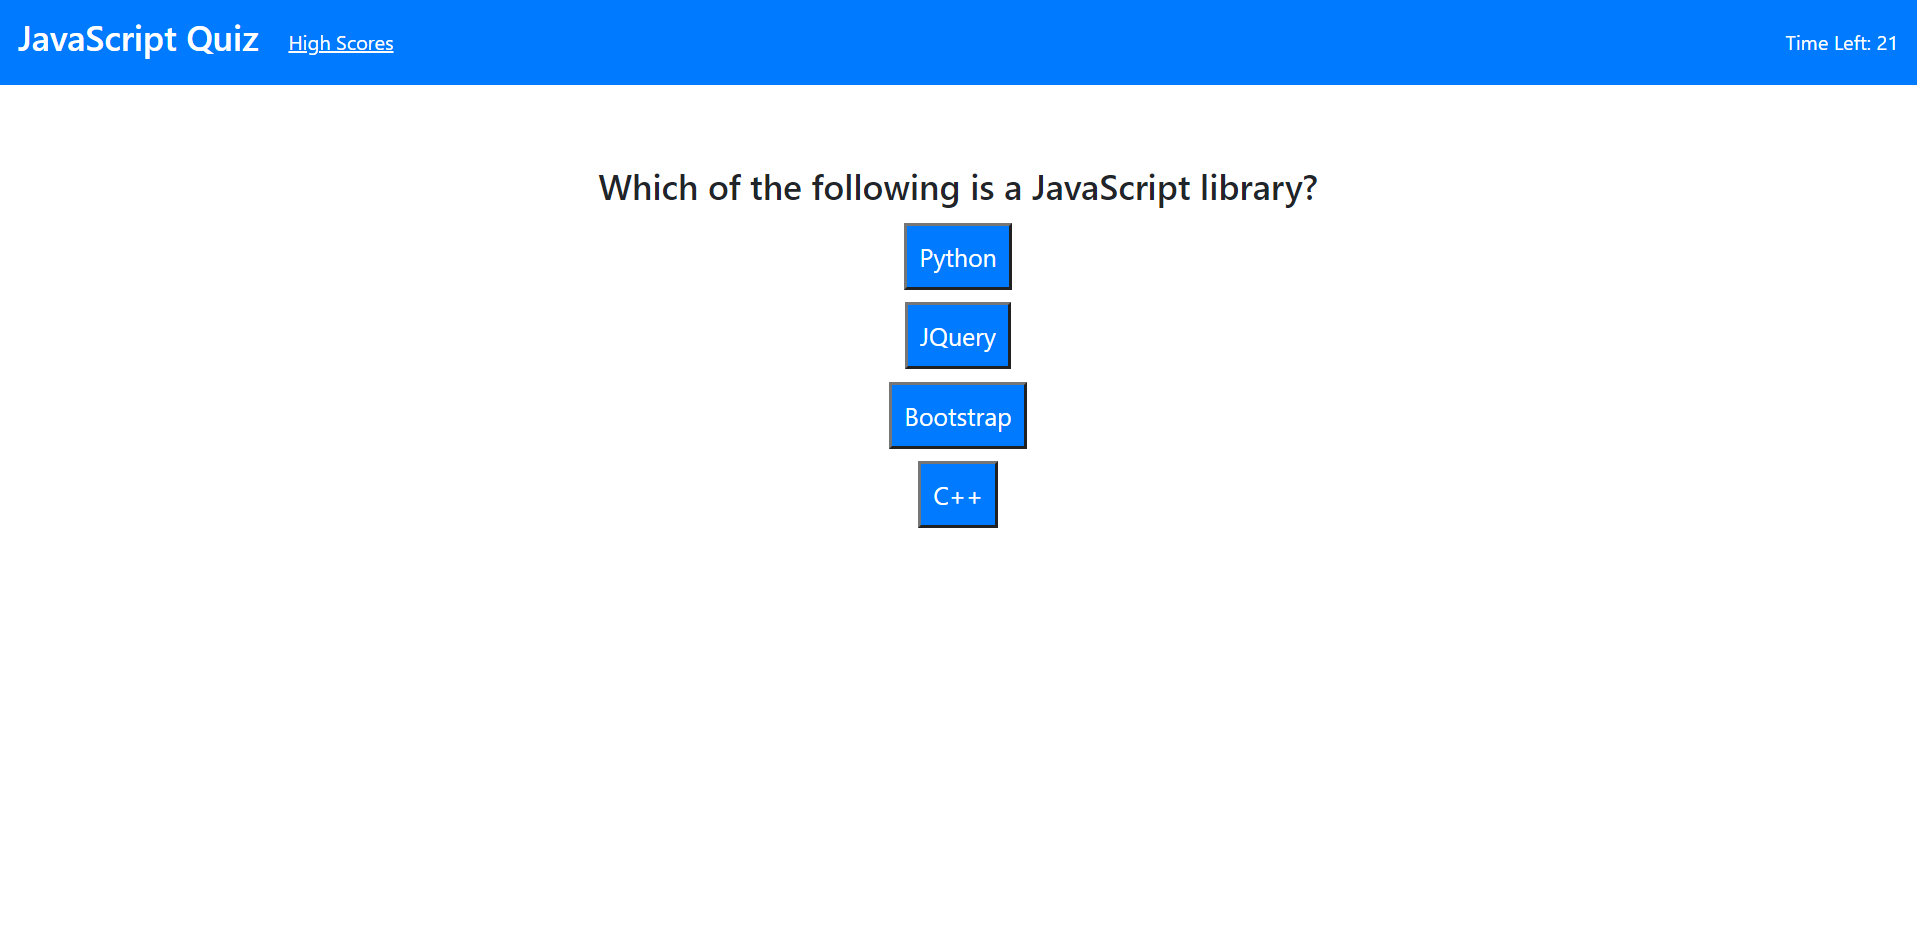 JavaScript Quiz High Scores Time Left: 21
Which of the following is a JavaScript library?
Python
JQuery
Bootstrap
C++